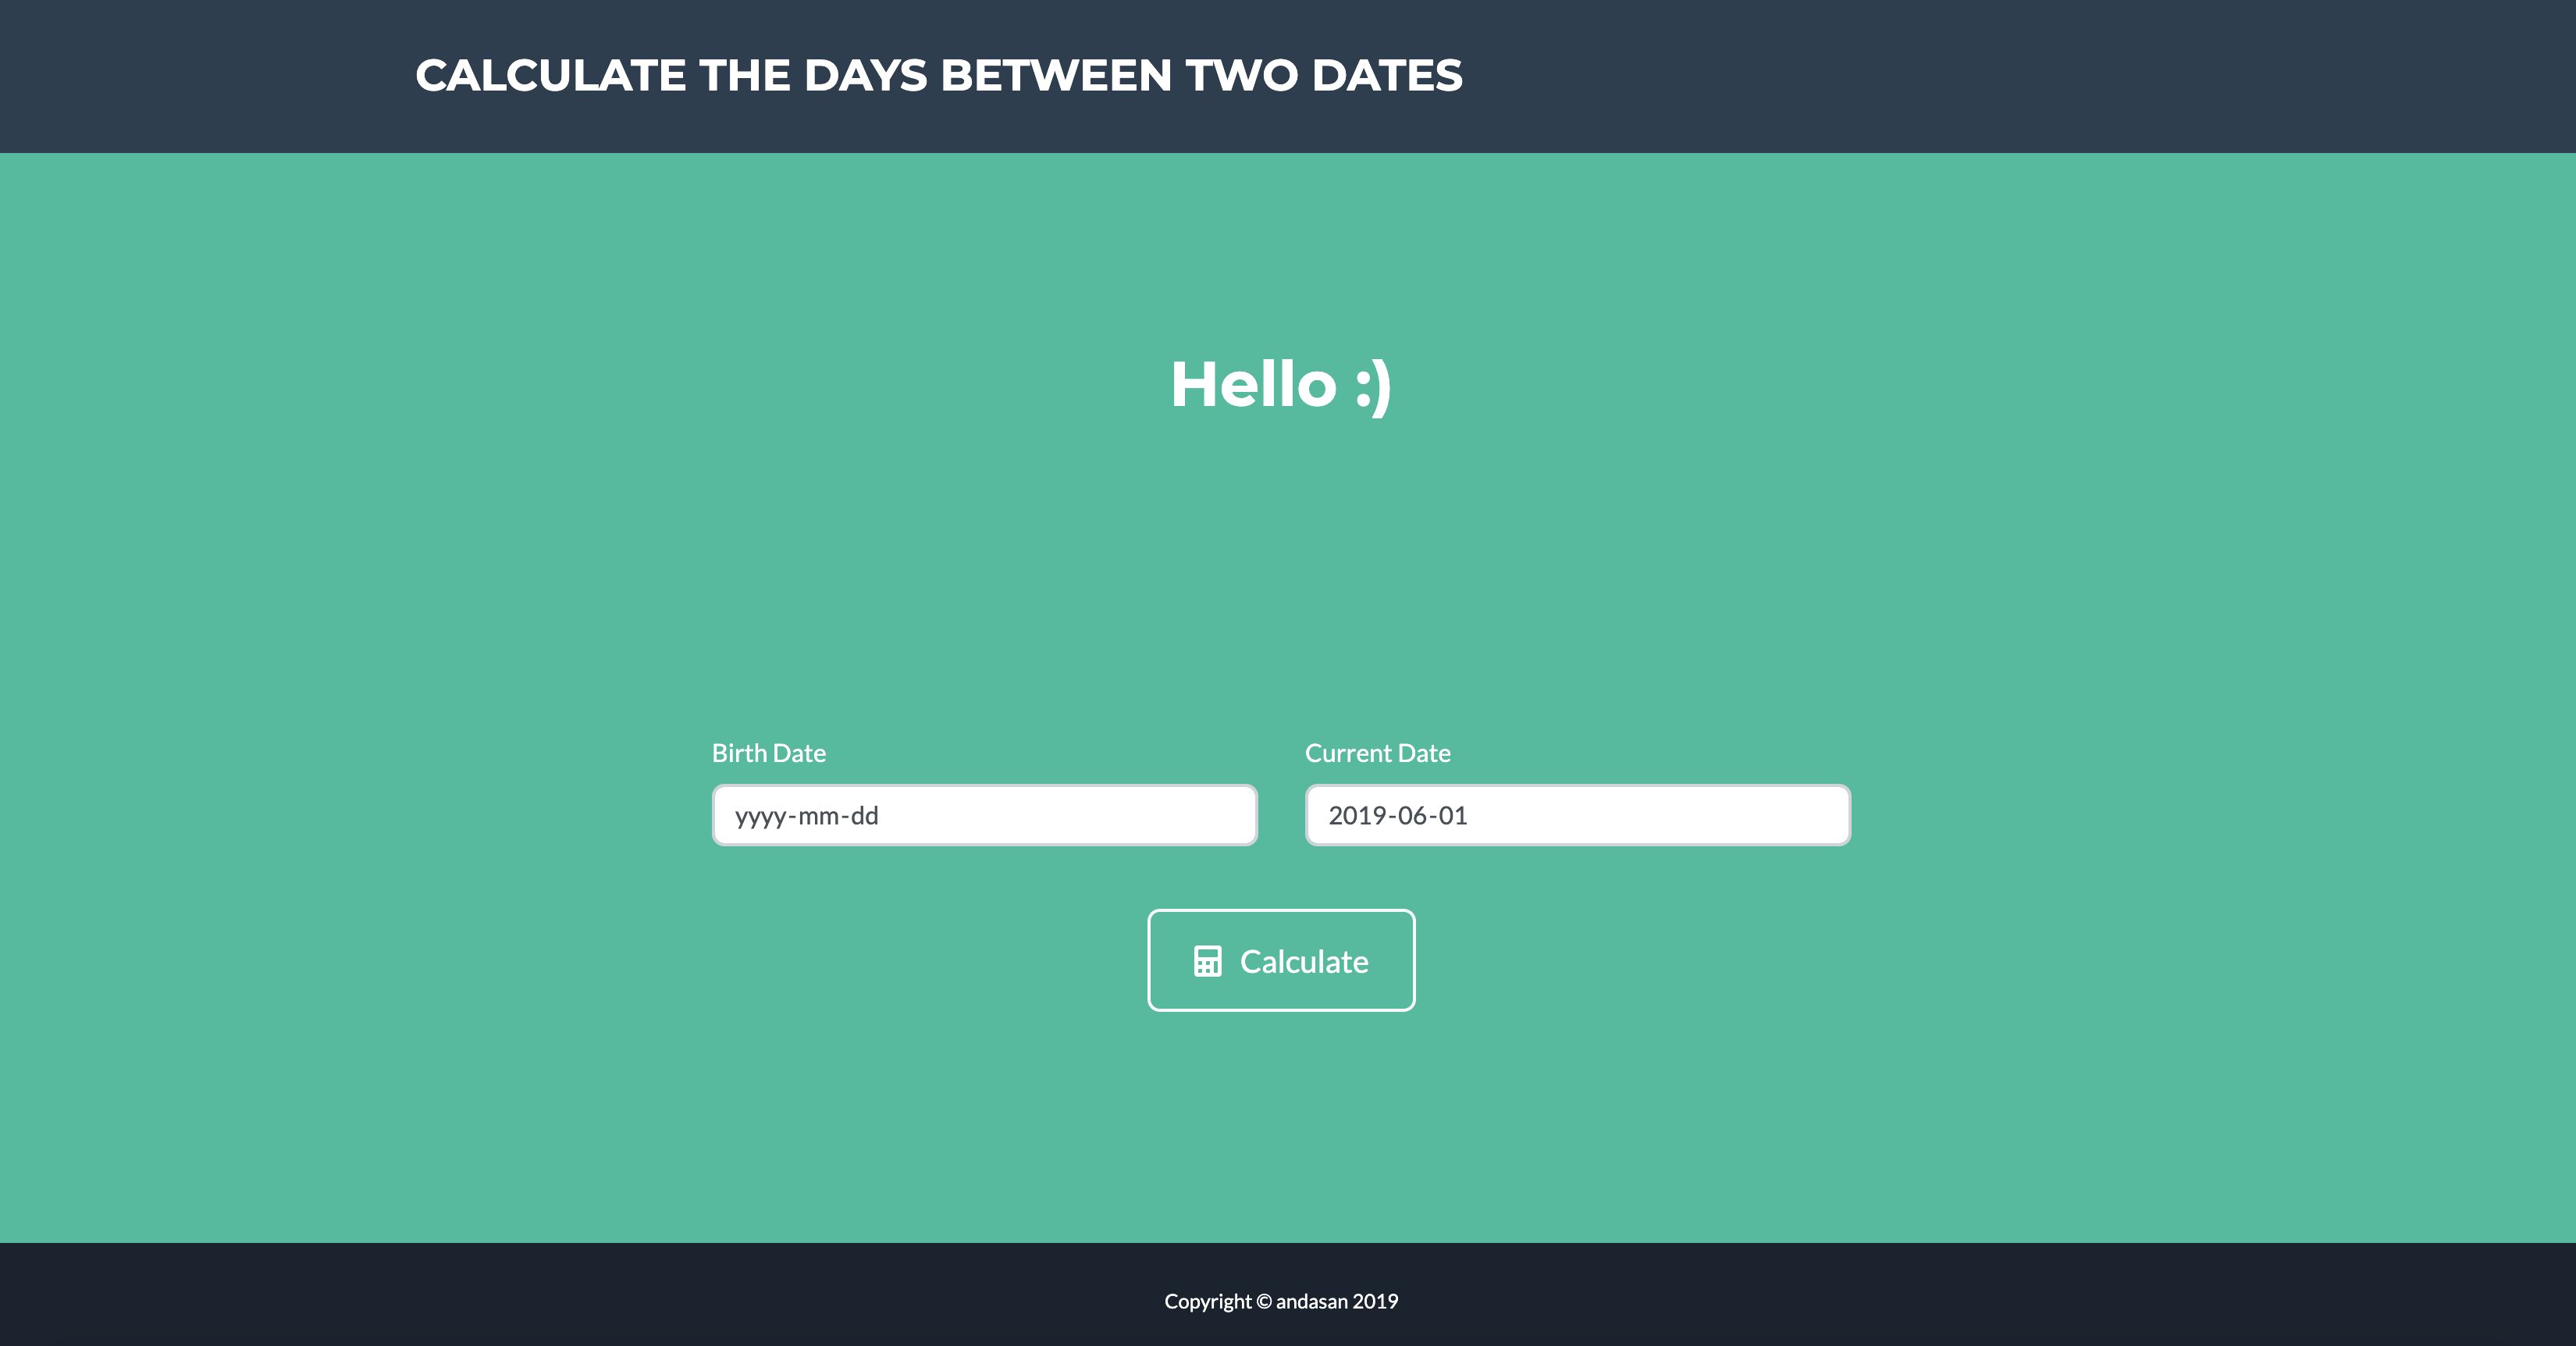 CALCULATE THE DAYS BETWEEN TWO DATES
Hello :)
Birth Date
Current Date
yyyy-mm-dd
2019-06-01
Calculate
Copyright © andasan 2019